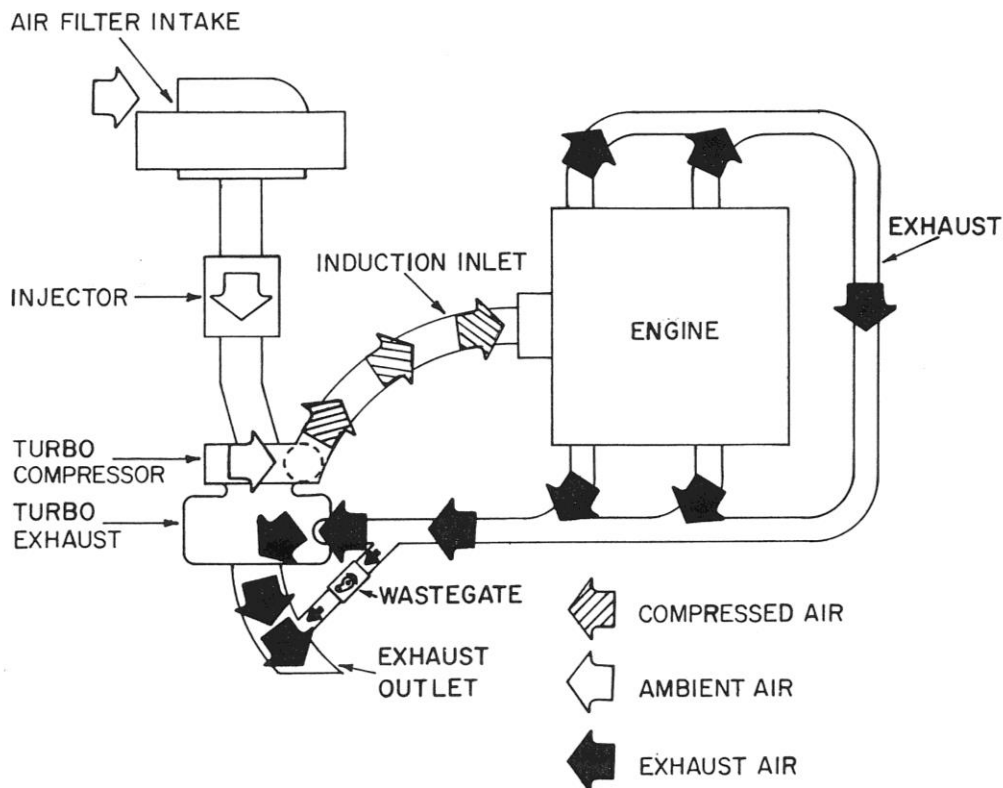 AIR FILTER INTAKE
EXHAUST
INDUCTION INLET
INJECTOR
ENGINE
TURBO
COMPRESSOR
TURBO
EXHAUST
WASTEGATE
EXHAUST
OUTLET
COMPRESSED AIR
AMBIENT AIR
EXHAUST AIR